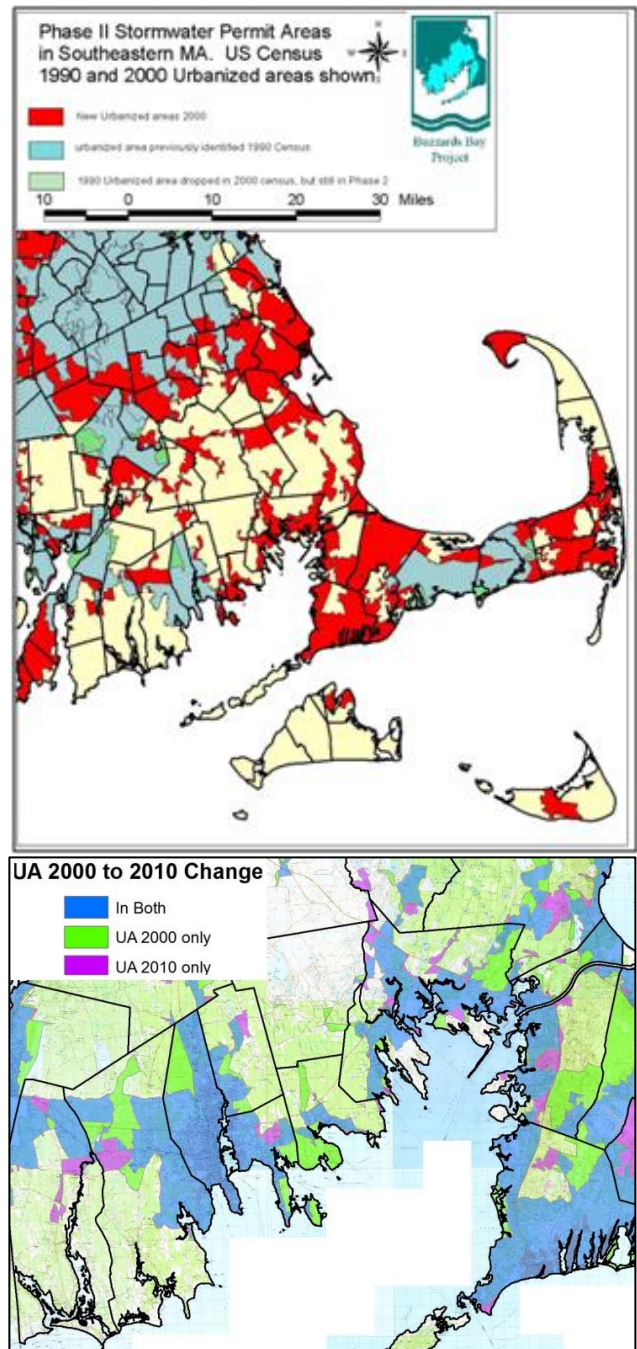 Phase II Stormwater Permit Areas
in Southeastern MA. US Census
1990 and 2000 Urbanized areas shown.
New Urbanized areas 2000
urbanized area previously identified 1990 Census
1990 Urbanized area dropped in 2000 census, but still in Phase 2
10 0 10 20 30 Miles
Buzzards Bay
Project
UA 2000 to 2010 Change
In Both
UA 2000 only
UA 2010 only